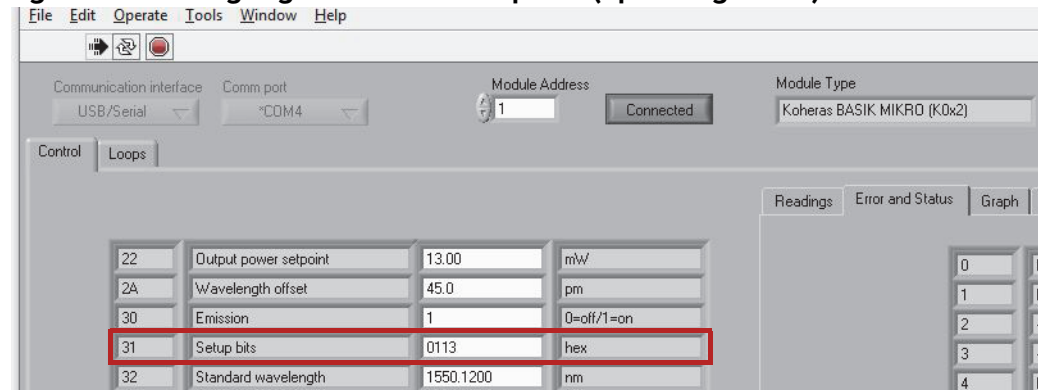 File Edit Operate Tools Window Help
Communication interface Comm port Module Address Module Type
USB/Serial *COM4 1 Connected Koheras BASIK MIKRO (K0x2)
Control Loops
Readings Error and Status Graph
22 Output power setpoint 13.00 mW
0
2A Wavelength offset 45.0 pm
1
30 Emission 1 0=off/1=on
2
31 Setup bits 0113 hex
3
32 Standard wavelength 1550.1200 nm
4